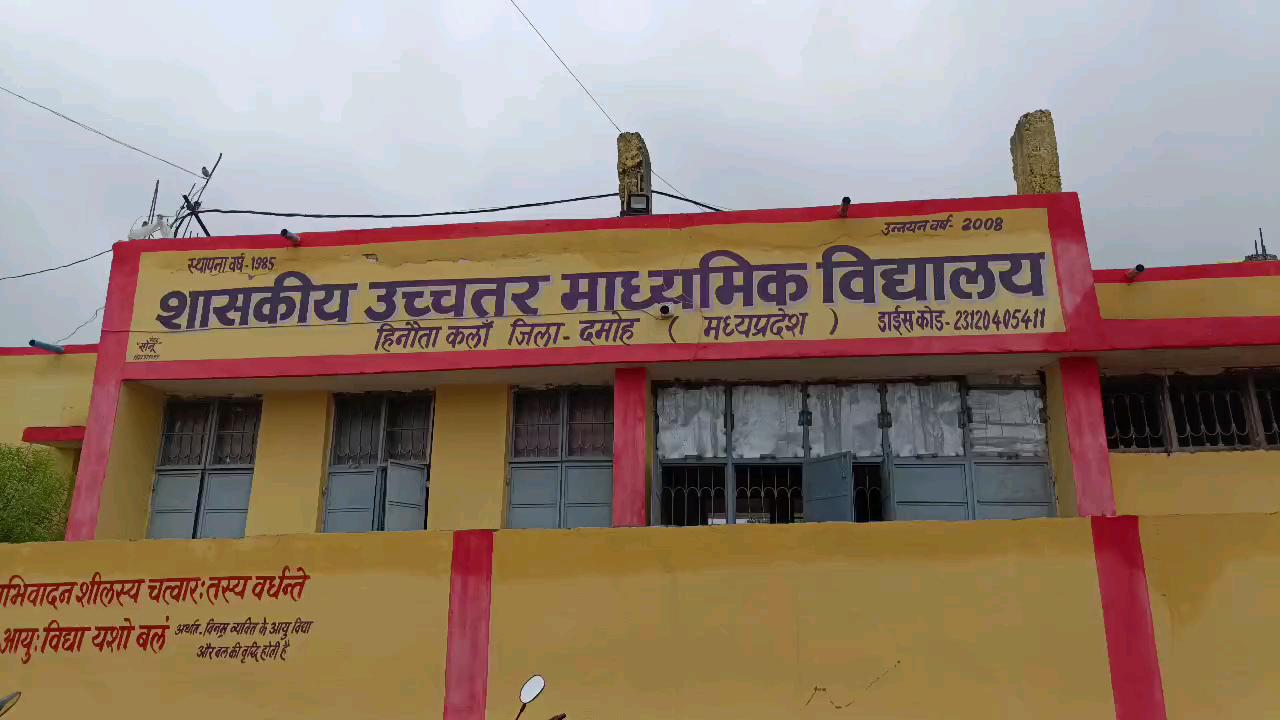 स्थापना वर्ष-1985
उन्नयन वर्ष- 2008
शासकीय उच्चतर माध्यमिक विद्यालय
हिनौता कलाँ जिला- दमोह ( मध्यप्रदेश ) डाईस कोड- 23120405411
सोनू
भिवादन शीलस्य चत्वारः तस्य वर्धन्ते
आयुः विद्या यशो बलं
अर्थात- विनम्र व्यक्ति के आयु विद्या
और बल की वृद्धि होती है